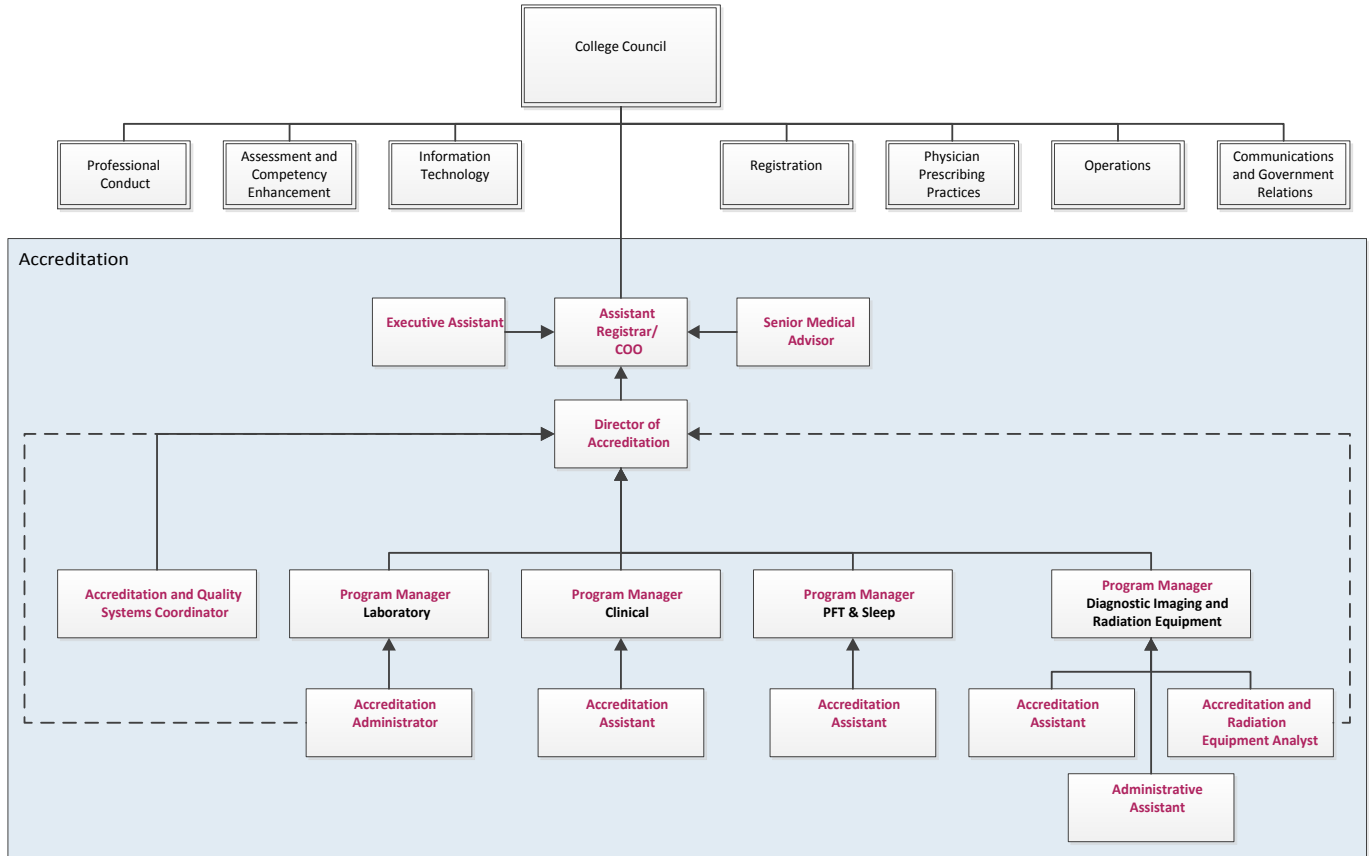 College Council
Professional
Conduct
Assessment and
Competency
Enhancement
Information
Technology
Registration
Physician
Prescribing
Practices
Operations
Communications
and Government
Relations
Accreditation
Executive Assistant
Assistant
Registrar/
COO
Senior Medical
Advisor
Director of
Accreditation
Accreditation and Quality
Systems Coordinator
Program Manager
Laboratory
Program Manager
Clinical
Program Manager
PFT & Sleep
Program Manager
Diagnostic Imaging and
Radiation Equipment
Accreditation
Administrator
Accreditation
Assistant
Accreditation
Assistant
Accreditation
Assistant
Accreditation and
Radiation
Equipment Analyst
Administrative
Assistant